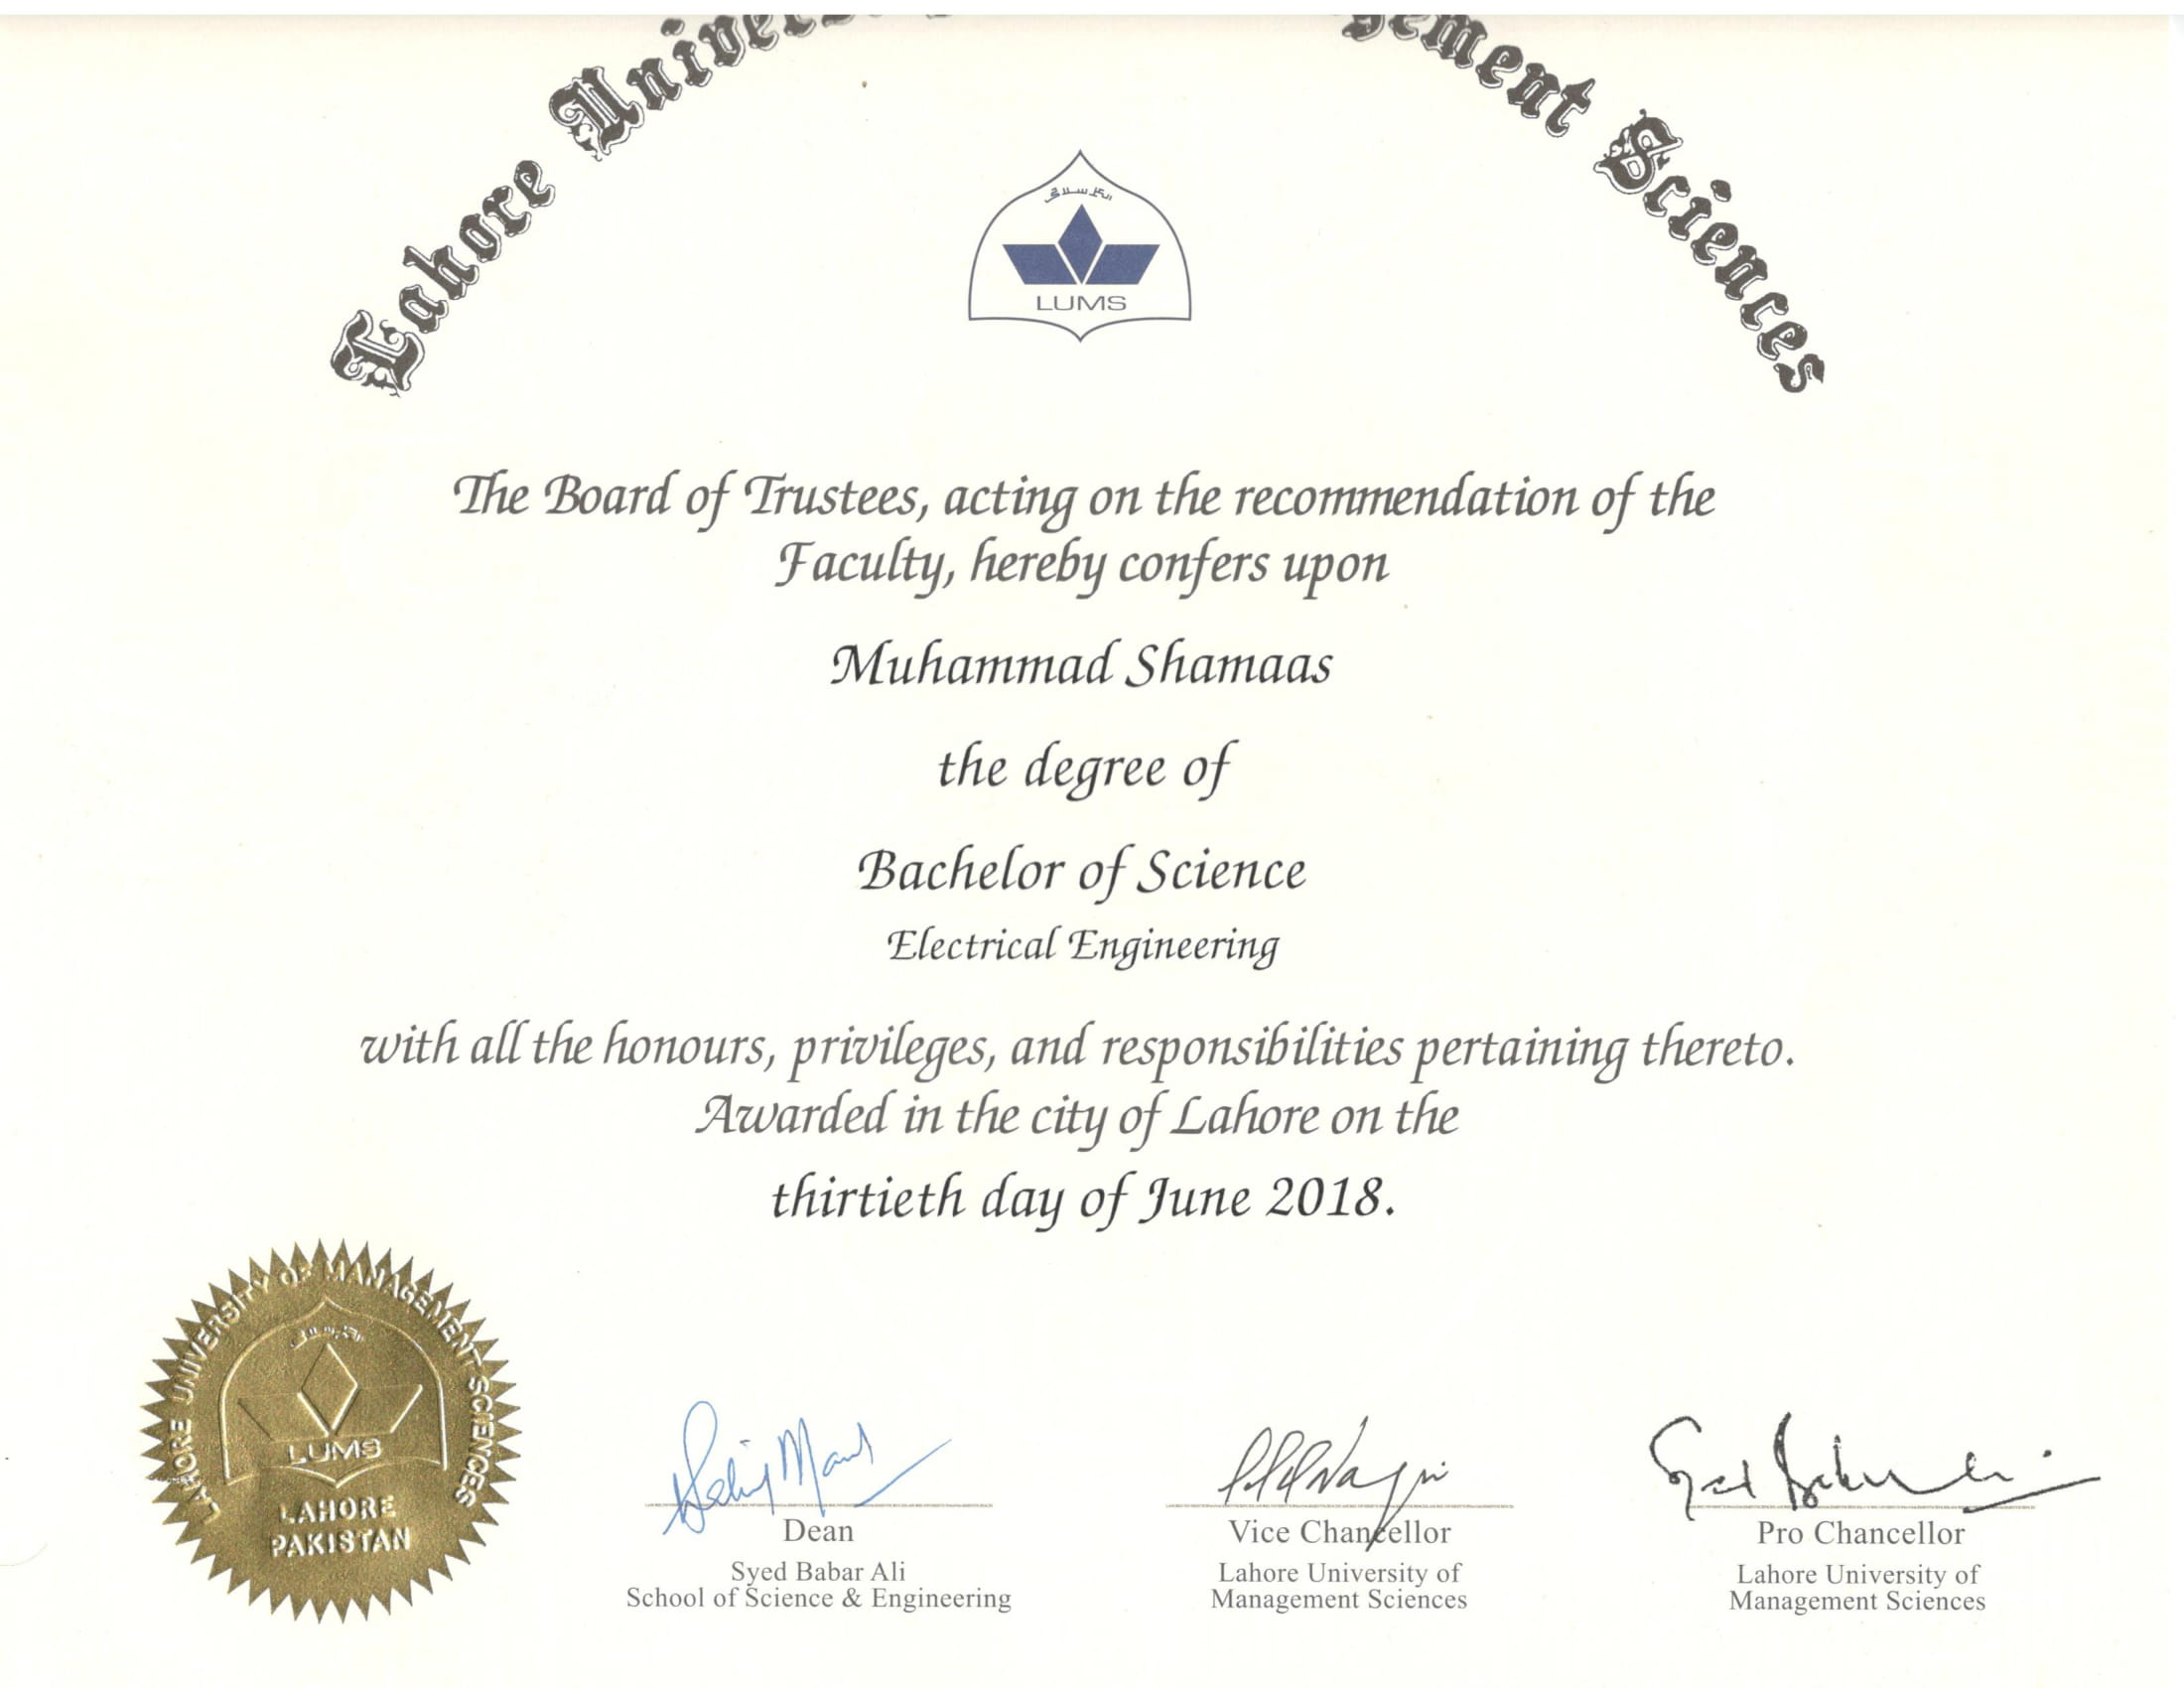 Lahore Univers
gement Sciences
LUMS
The Board of Trustees, acting on the recommendation of the
Faculty, hereby confers upon
Muhammad Shamaas
the degree of
Bachelor of Science
Electrical Engineering
with all the honours, privileges, and responsibilities pertaining thereto.
Awarded in the city of Lahore on the
thirtieth day of June 2018.
LAHORE UNIVERSITY OF MANAGEMENT SCIENCES
LUMS
LAHORE
PAKISTAN
Dean
Syed Babar Ali
School of Science & Engineering
Vice Chancellor
Lahore University of
Management Sciences
Pro Chancellor
Lahore University of
Management Sciences